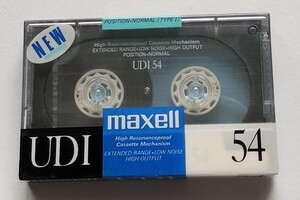 POSITION•NORMAL (TYPE I)
NEW
High Resonanceproof Cassette Mechanism
EXTENDED RANGE•LOW NOISE•HIGH OUTPUT
POSITION•NORMAL
UDI 54
maxell
High Resonanceproof
Cassette Mechanism
EXTENDED RANGE•LOW NOISE
HIGH OUTPUT
UDI
54